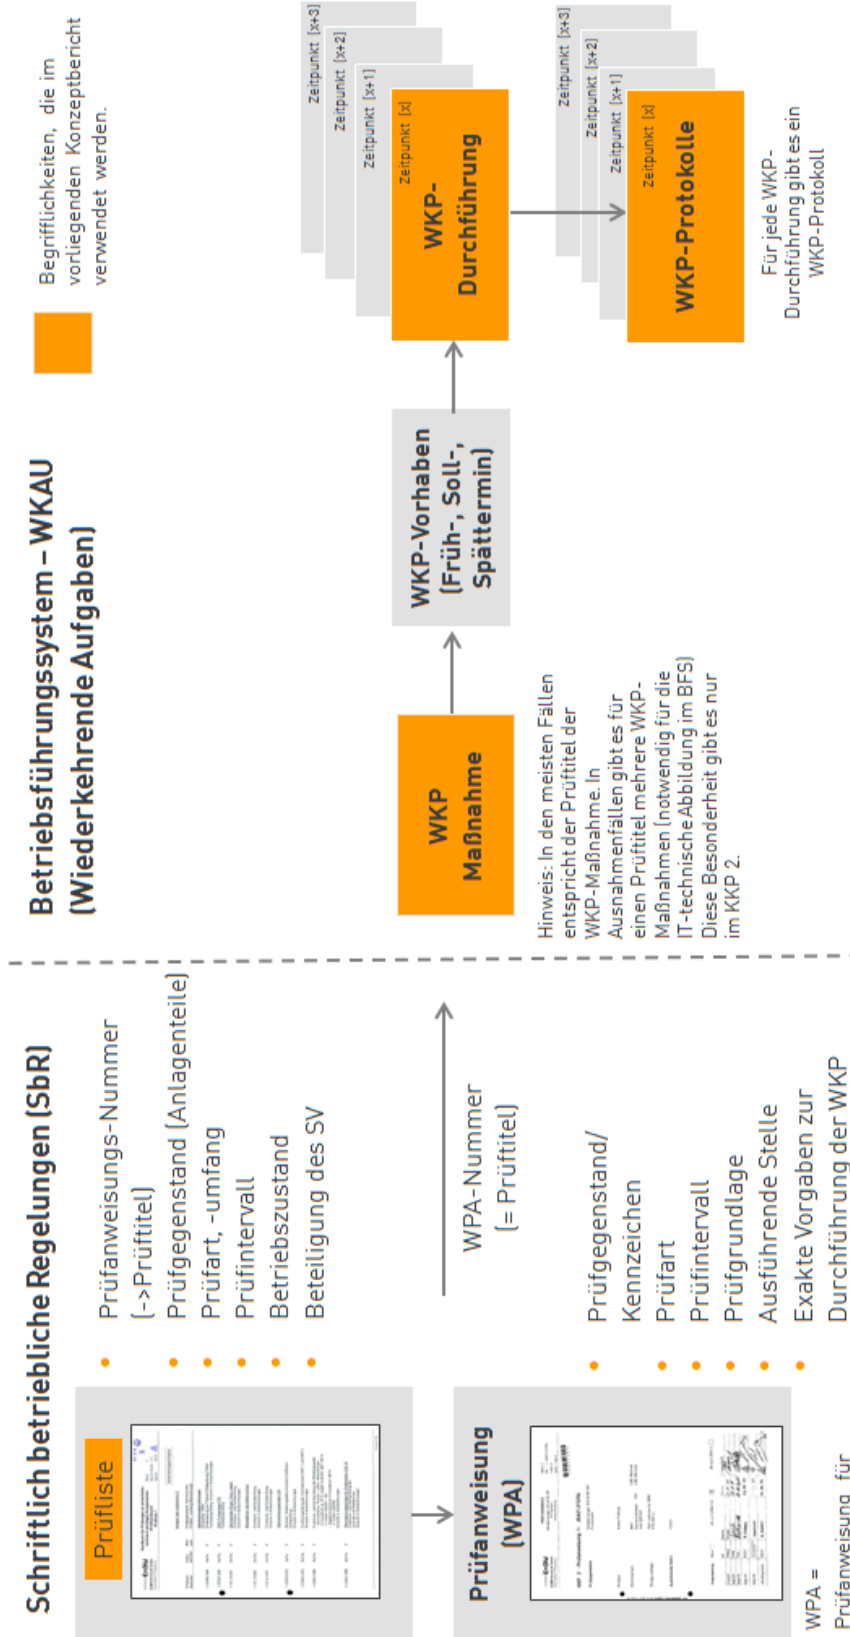 Schriftlich betriebliche Regelungen (SbR)
Prüfliste
Prüfanweisungs-Nummer
(->Prüftitel)
Prüfgegenstand (Anlagenteile)
Prüfart, -umfang
Prüfintervall
Betriebszustand
Beteiligung des SV
Prüfanweisung
(WPA)
WPA-Nummer
(= Prüftitel)
Prüfgegenstand/
Kennzeichen
Prüfart
Prüfintervall
Prüfgrundlage
Ausführende Stelle
Exakte Vorgaben zur
Durchführung der WKP
WPA =
Prüfanweisung für
Betriebsführungssystem – WKAU
(Wiederkehrende Aufgaben)
Begrifflichkeiten, die im
vorliegenden Konzeptbericht
verwendet werden.
WKP
Maßnahme
Hinweis: In den meisten Fällen
entspricht der Prüftitel der
WKP-Maßnahme. In
Ausnahmenfällen gibt es für
einen Prüftitel mehrere WKP-
Maßnahmen (notwendig für die
IT-technische Abbildung im BFS)
Diese Besonderheit gibt es nur
im KKP 2.
WKP-Vorhaben
(Früh-, Soll-,
Spättermin)
Zeitpunkt [x+3]
Zeitpunkt [x+2]
Zeitpunkt [x+1]
Zeitpunkt [x]
WKP-
Durchführung
Zeitpunkt [x+3]
Zeitpunkt [x+2]
Zeitpunkt [x+1]
Zeitpunkt [x]
WKP-Protokolle
Für jede WKP-
Durchführung gibt es ein
WKP-Protokoll